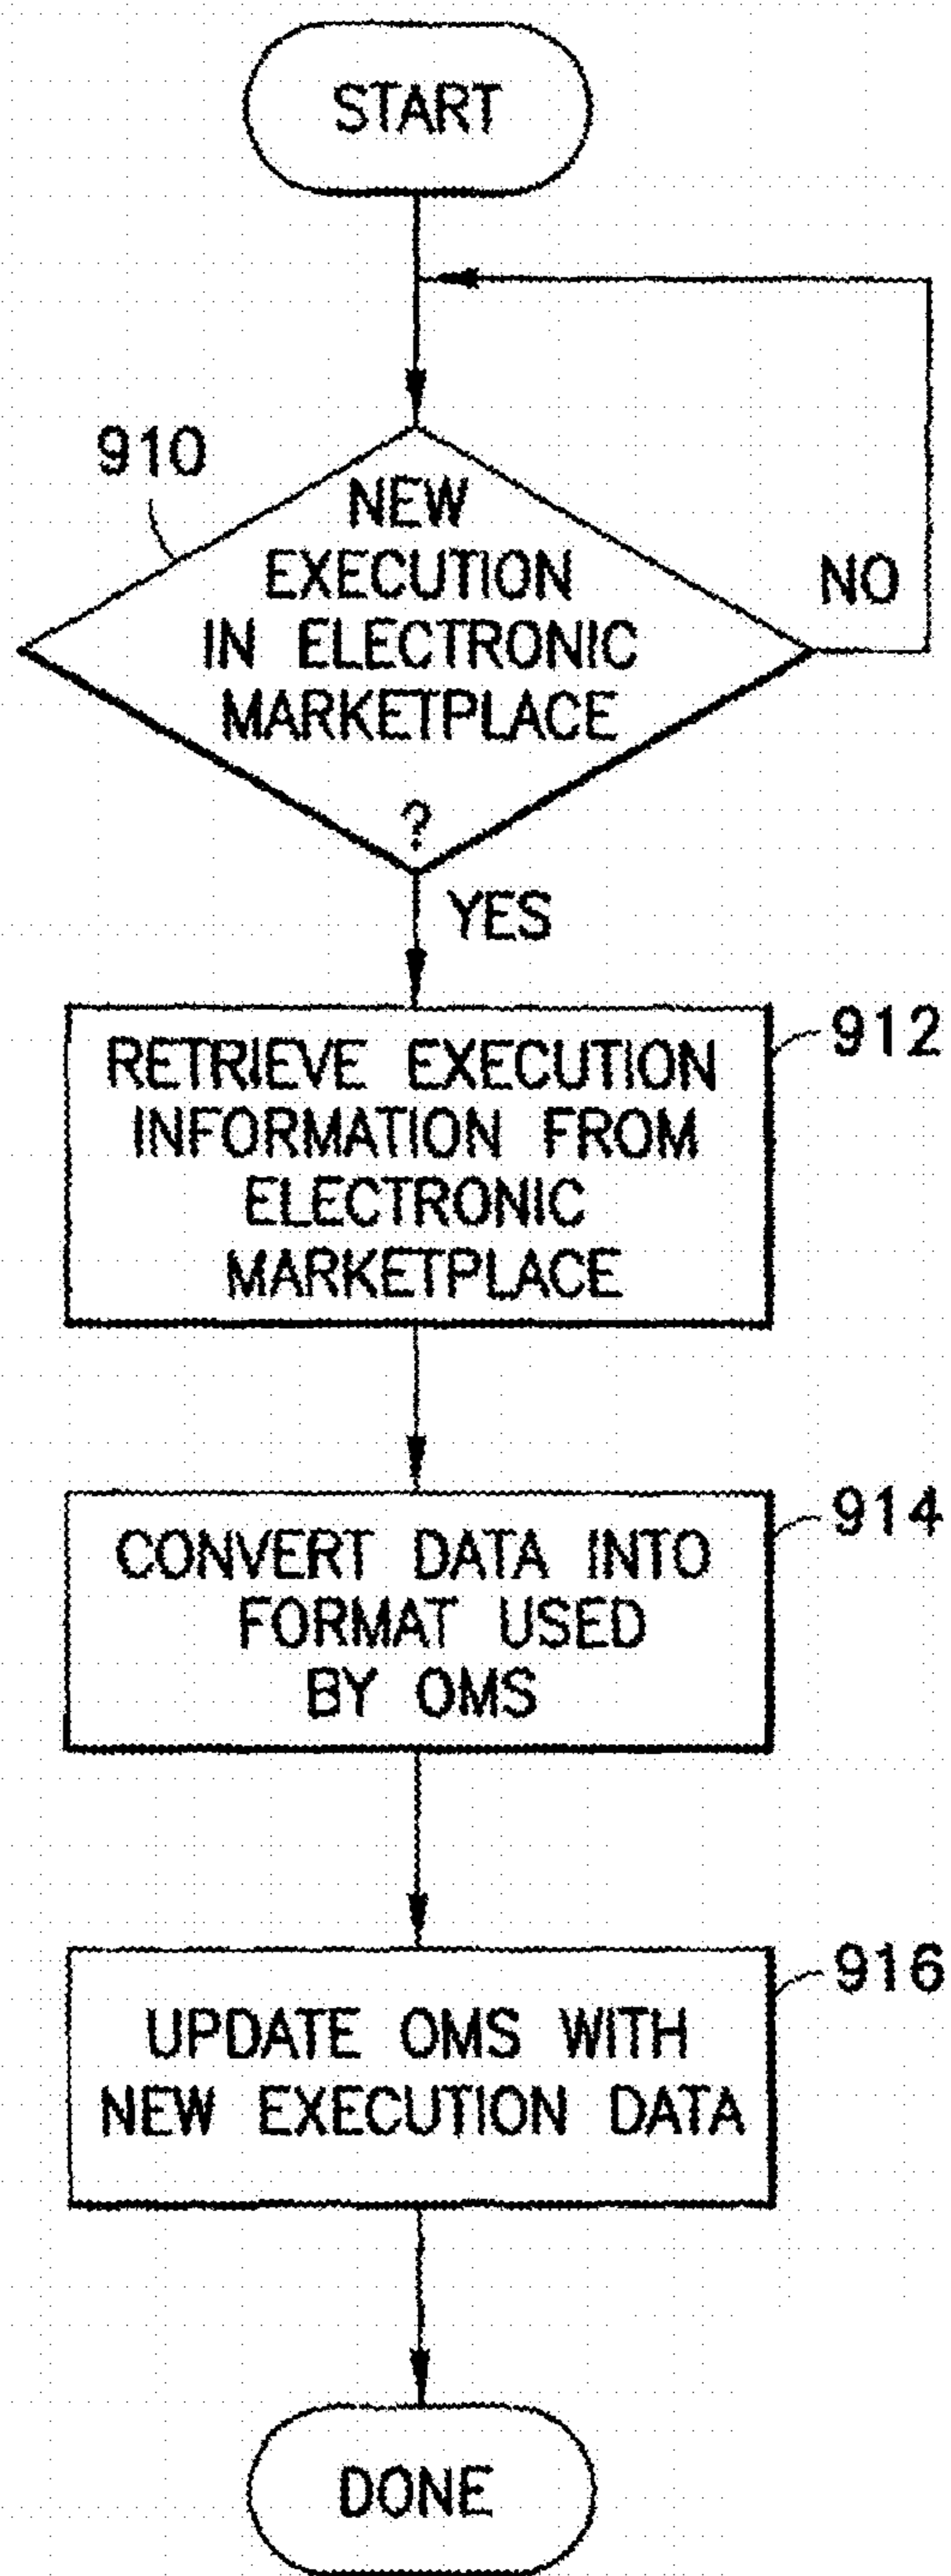 START
910
NEW
EXECUTION
IN ELECTRONIC
MARKETPLACE
?
NO
YES
912
RETRIEVE EXECUTION
INFORMATION FROM
ELECTRONIC
MARKETPLACE
914
CONVERT DATA INTO
FORMAT USED
BY OMS
916
UPDATE OMS WITH
NEW EXECUTION DATA
DONE